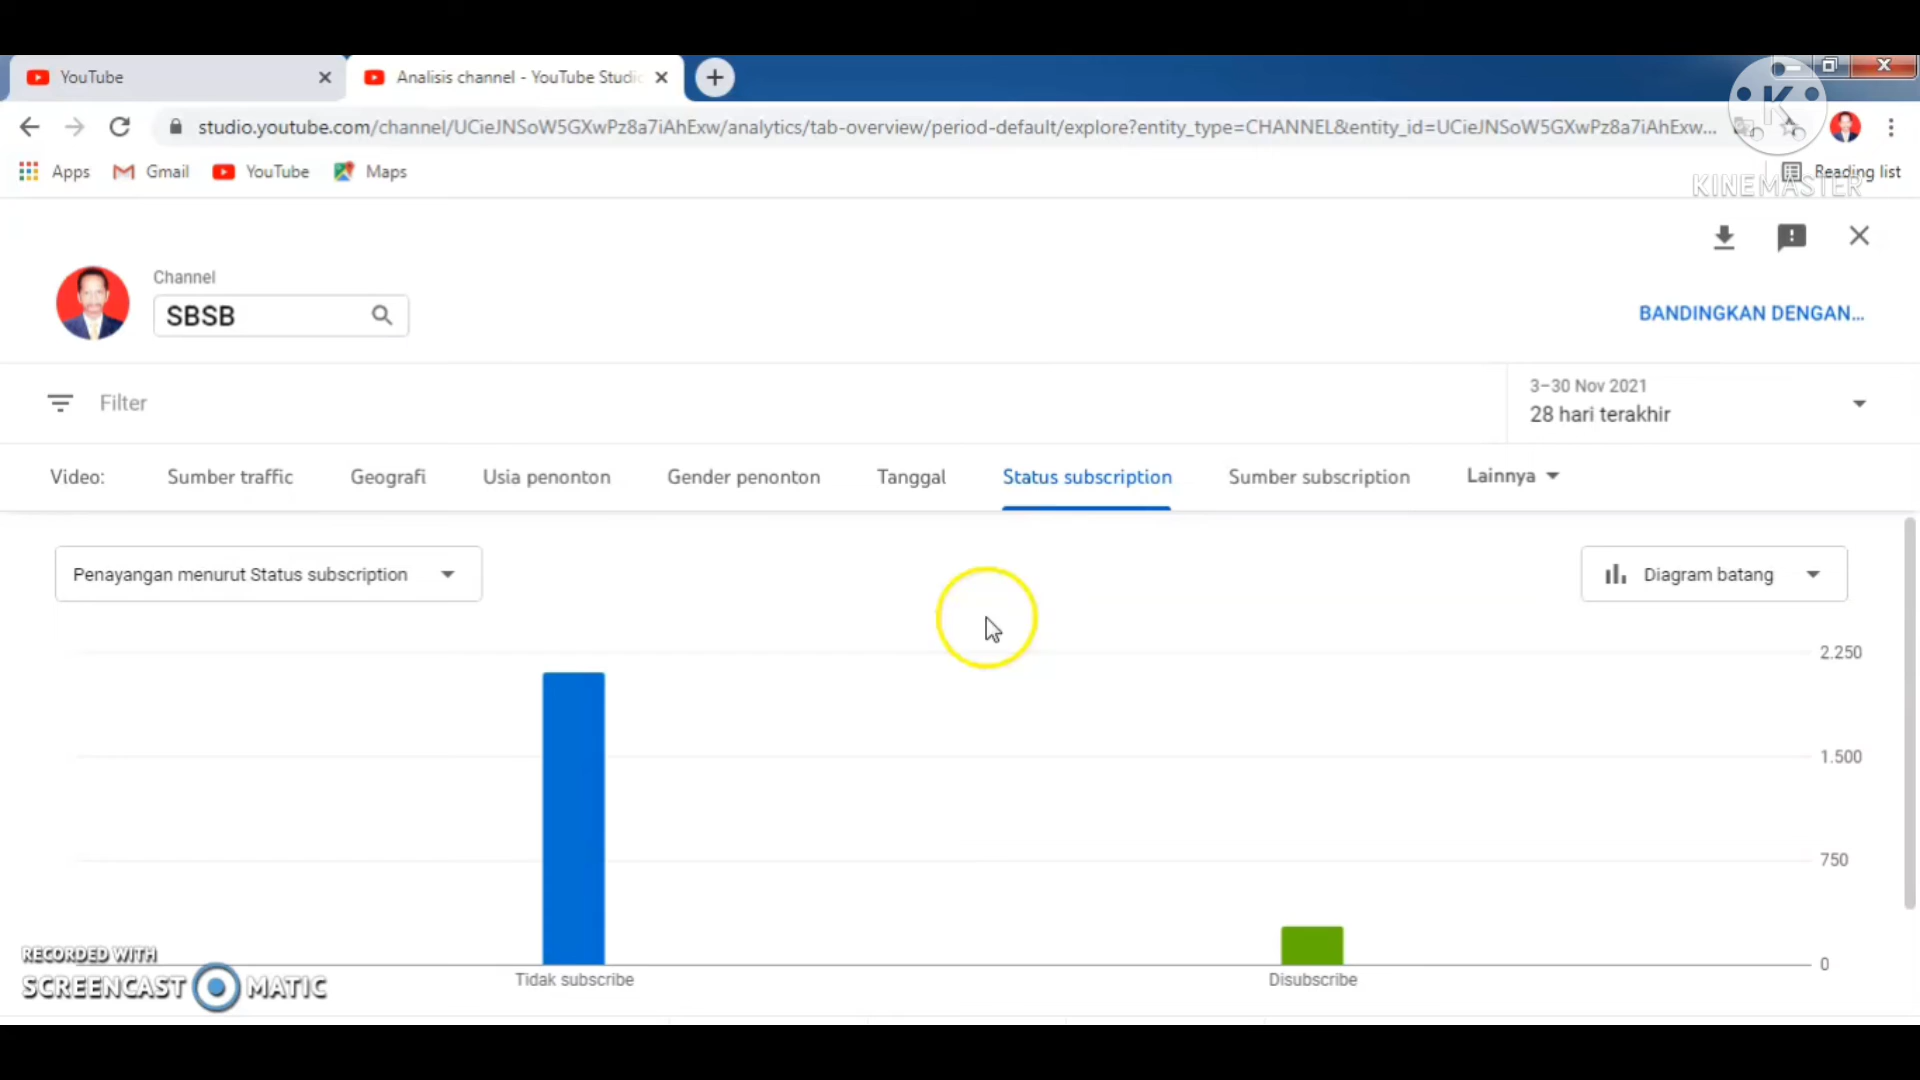 YouTube
Analisis channel - YouTube Studio
studio.youtube.com/channel/UCieJNSoW5GXwPz8a7iAhExw/analytics/tab-overview/period-default/explore?entity_type=CHANNEL&entity_id=UCieJNSoW5GXwPz8a7iAhExw...
Apps Gmail YouTube Maps
Reading list
K
KINEMASTER
Channel
SBSB
BANDINGKAN DENGAN...
Filter
3–30 Nov 2021
28 hari terakhir
Video: Sumber traffic Geografi Usia penonton Gender penonton Tanggal Status subscription Sumber subscription Lainnya
Penayangan menurut Status subscription
Diagram batang
2.250
1.500
750
0
Tidak subscribe Disubscribe
RECORDED WITH
SCREENCAST MATIC